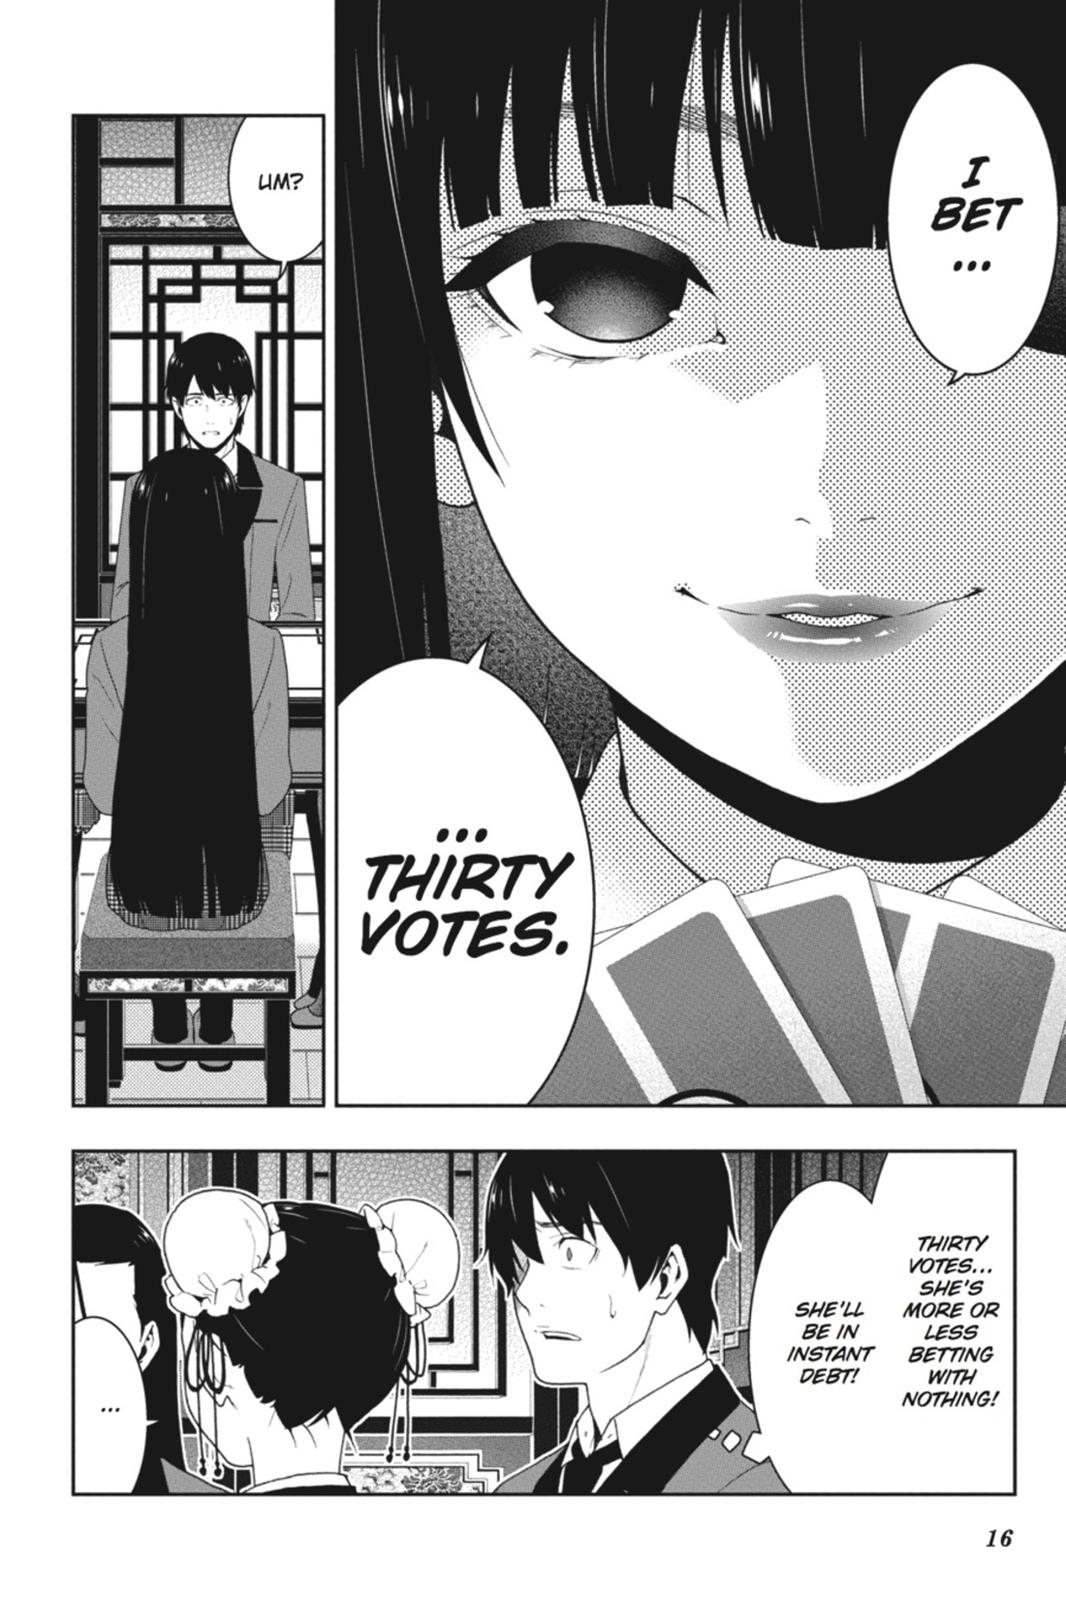 I
BET
...
...
THIRTY
VOTES.
UM?
THIRTY
VOTES...
SHE'S
MORE OR
LESS
BETTING
WITH
NOTHING!
SHE'LL
BE IN
INSTANT
DEBT!
...
16